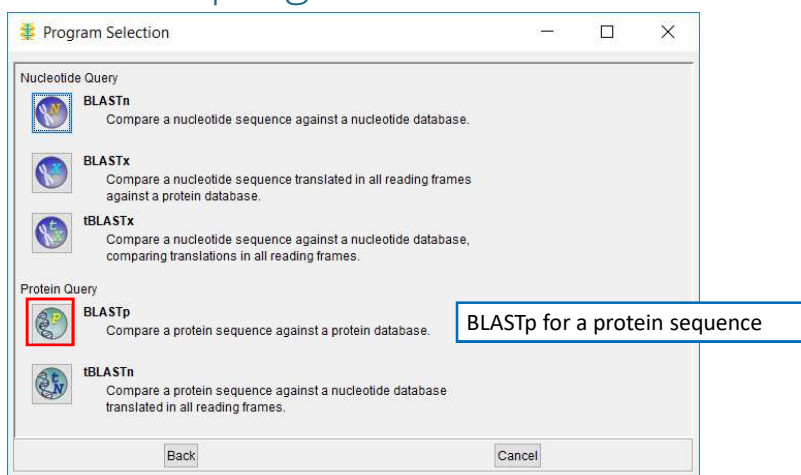 Program Selection
Nucleotide Query
BLASTn
Compare a nucleotide sequence against a nucleotide database.
BLASTx
Compare a nucleotide sequence translated in all reading frames
against a protein database.
tBLASTx
Compare a nucleotide sequence against a nucleotide database,
comparing translations in all reading frames.
Protein Query
BLASTp
Compare a protein sequence against a protein database.
BLASTp for a protein sequence
tBLASTn
Compare a protein sequence against a nucleotide database
translated in all reading frames.
Back Cancel